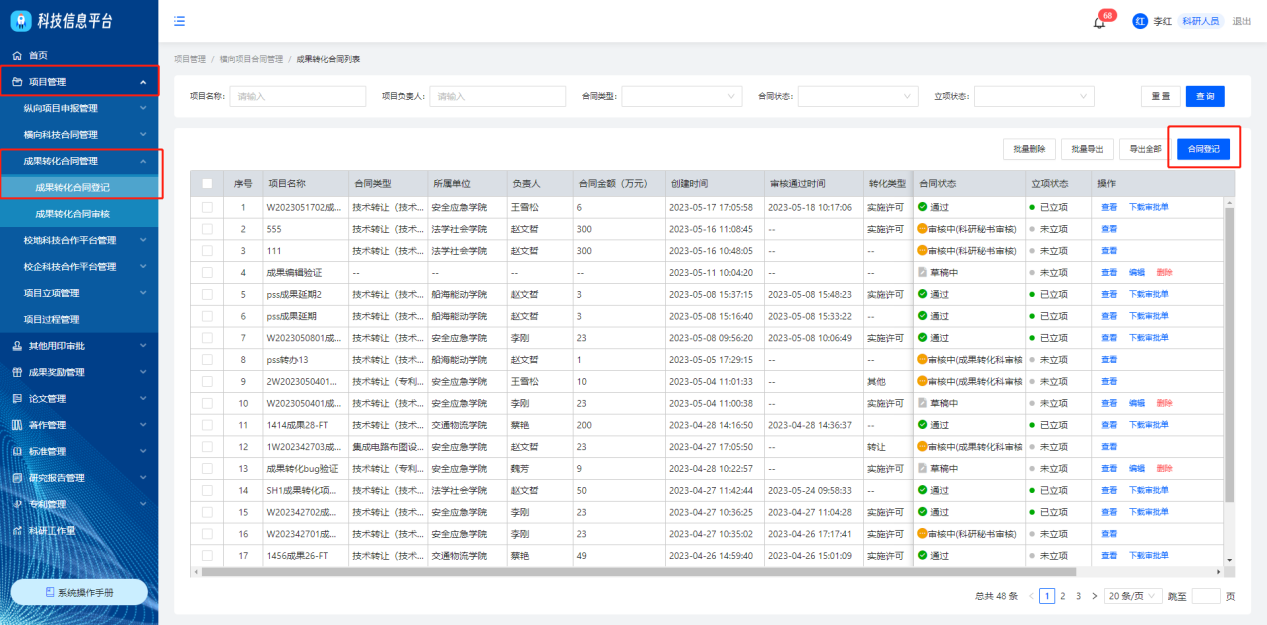 科技信息平台
68
红 李红 科研人员 退出
首页
项目管理
纵向项目申报管理
横向科技合同管理
成果转化合同管理
成果转化合同登记
成果转化合同审核
校地科技合作平台管理
校企科技合作平台管理
项目立项管理
项目过程管理
其他用印审批
成果奖励管理
论文管理
著作管理
标准管理
研究报告管理
专利管理
科研工作量
系统操作手册
项目管理 / 横向项目合同管理 / 成果转化合同列表
项目名称: 请输入 项目负责人: 请输入 合同类型: 合同状态: 立项状态: 重置 查询
批量删除 批量导出 导出全部 合同登记
序号 项目名称 合同类型 所属单位 负责人 合同金额（万元） 创建时间 审核通过时间 转化类型 合同状态 立项状态 操作
1 W2023051702成... 技术转让（技术... 安全应急学院 王雪松 6 2023-05-17 17:05:58 2023-05-18 10:17:06 实施许可 通过 已立项 查看 下载审批单
2 555 技术转让（技术... 法学社会学院 赵文哲 300 2023-05-16 11:08:45 -- 实施许可 审核中(科研秘书审核) 未立项 查看
3 111 技术转让（技术... 法学社会学院 赵文哲 300 2023-05-16 10:48:05 -- -- 审核中(科研秘书审核) 未立项 查看
4 成果编辑验证 -- -- -- -- 2023-05-11 10:04:20 -- -- 草稿中 未立项 查看 编辑 删除
5 pss成果延期2 技术转让（技术... 船海能动学院 赵文哲 3 2023-05-08 15:37:15 2023-05-08 15:48:23 实施许可 通过 已立项 查看 下载审批单
6 pss成果延期 技术转让（技术... 船海能动学院 赵文哲 3 2023-05-08 15:16:40 2023-05-08 15:33:22 -- 通过 已立项 查看 下载审批单
7 W2023050801成... 技术转让（技术... 安全应急学院 李刚 23 2023-05-08 09:56:20 2023-05-08 10:06:49 实施许可 通过 已立项 查看 下载审批单
8 pss转办13 技术转让（技术... 船海能动学院 赵文哲 1 2023-05-05 17:29:15 -- -- 审核中(成果转化科审核 未立项 查看
9 2W2023050401... 技术转让（专利... 安全应急学院 王雪松 10 2023-05-04 11:01:33 -- 其他 审核中(成果转化科审核 未立项 查看
10 W2023050401成... 技术转让（技术... 安全应急学院 李刚 23 2023-05-04 11:00:38 -- 实施许可 草稿中 未立项 查看 编辑 删除
11 1414成果28-FT 技术转让（技术... 交通物流学院 蔡艳 200 2023-04-28 14:16:50 2023-04-28 14:36:37 -- 通过 未立项 查看 下载审批单
12 1W202342703成... 集成电路布图设... 安全应急学院 赵文哲 23 2023-04-27 17:05:50 -- 转让 审核中(成果转化科审核 未立项 查看
13 成果转化bug验证 技术转让（专利... 安全应急学院 魏芳 9 2023-04-28 10:22:57 -- 实施许可 草稿中 未立项 查看 编辑 删除
14 SH1成果转化项... 技术转让（技术... 法学社会学院 赵文哲 50 2023-04-27 11:42:44 2023-05-24 09:58:33 -- 通过 已立项 查看 下载审批单
15 W202342702成... 技术转让（技术... 安全应急学院 李刚 23 2023-04-27 10:36:25 2023-04-27 11:04:28 实施许可 通过 已立项 查看 下载审批单
16 W202342701成... 技术转让（技术... 安全应急学院 李刚 23 2023-04-27 10:35:02 2023-04-26 17:17:41 实施许可 审核中(科研秘书审核) 未立项 查看
17 1456成果26-FT 技术转让（技术... 交通物流学院 蔡艳 49 2023-04-26 14:59:40 2023-04-26 15:01:09 实施许可 通过 未立项 查看 下载审批单
总共 48 条 < 1 2 3 > 20 条/页 跳至 页